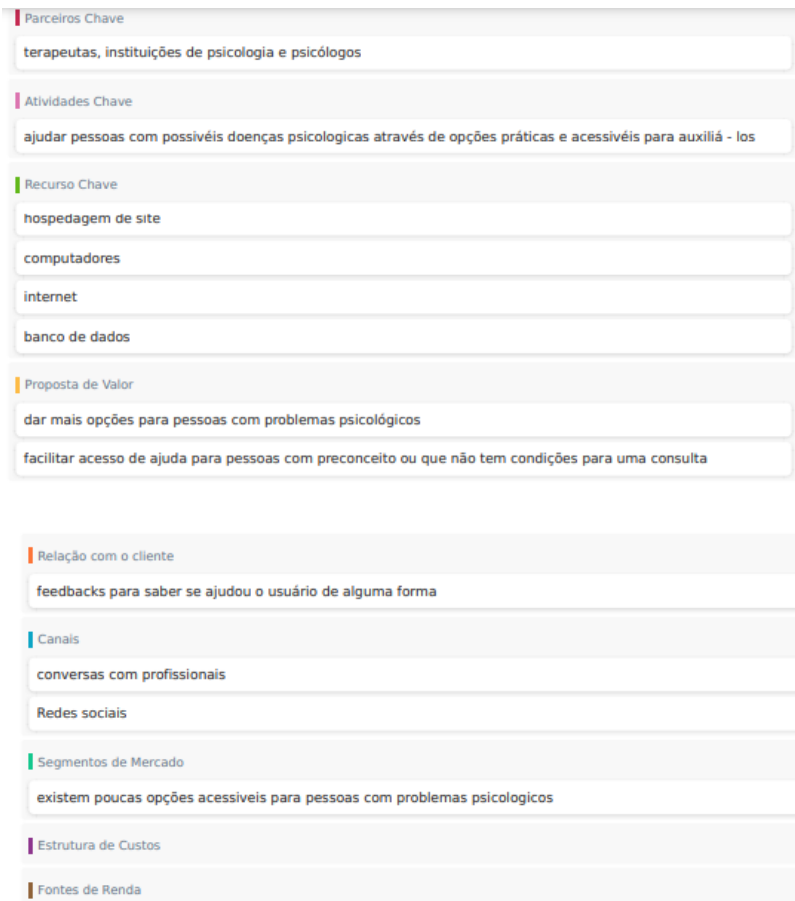 Parceiros Chave
terapeutas, instituições de psicologia e psicólogos
Atividades Chave
ajudar pessoas com possivéis doenças psicologicas através de opções práticas e acessivéis para auxiliá - los
Recurso Chave
hospedagem de site
computadores
internet
banco de dados
Proposta de Valor
dar mais opções para pessoas com problemas psicológicos
facilitar acesso de ajuda para pessoas com preconceito ou que não tem condições para uma consulta
Relação com o cliente
feedbacks para saber se ajudou o usuário de alguma forma
Canais
conversas com profissionais
Redes sociais
Segmentos de Mercado
existem poucas opções acessiveis para pessoas com problemas psicologicos
Estrutura de Custos
Fontes de Renda